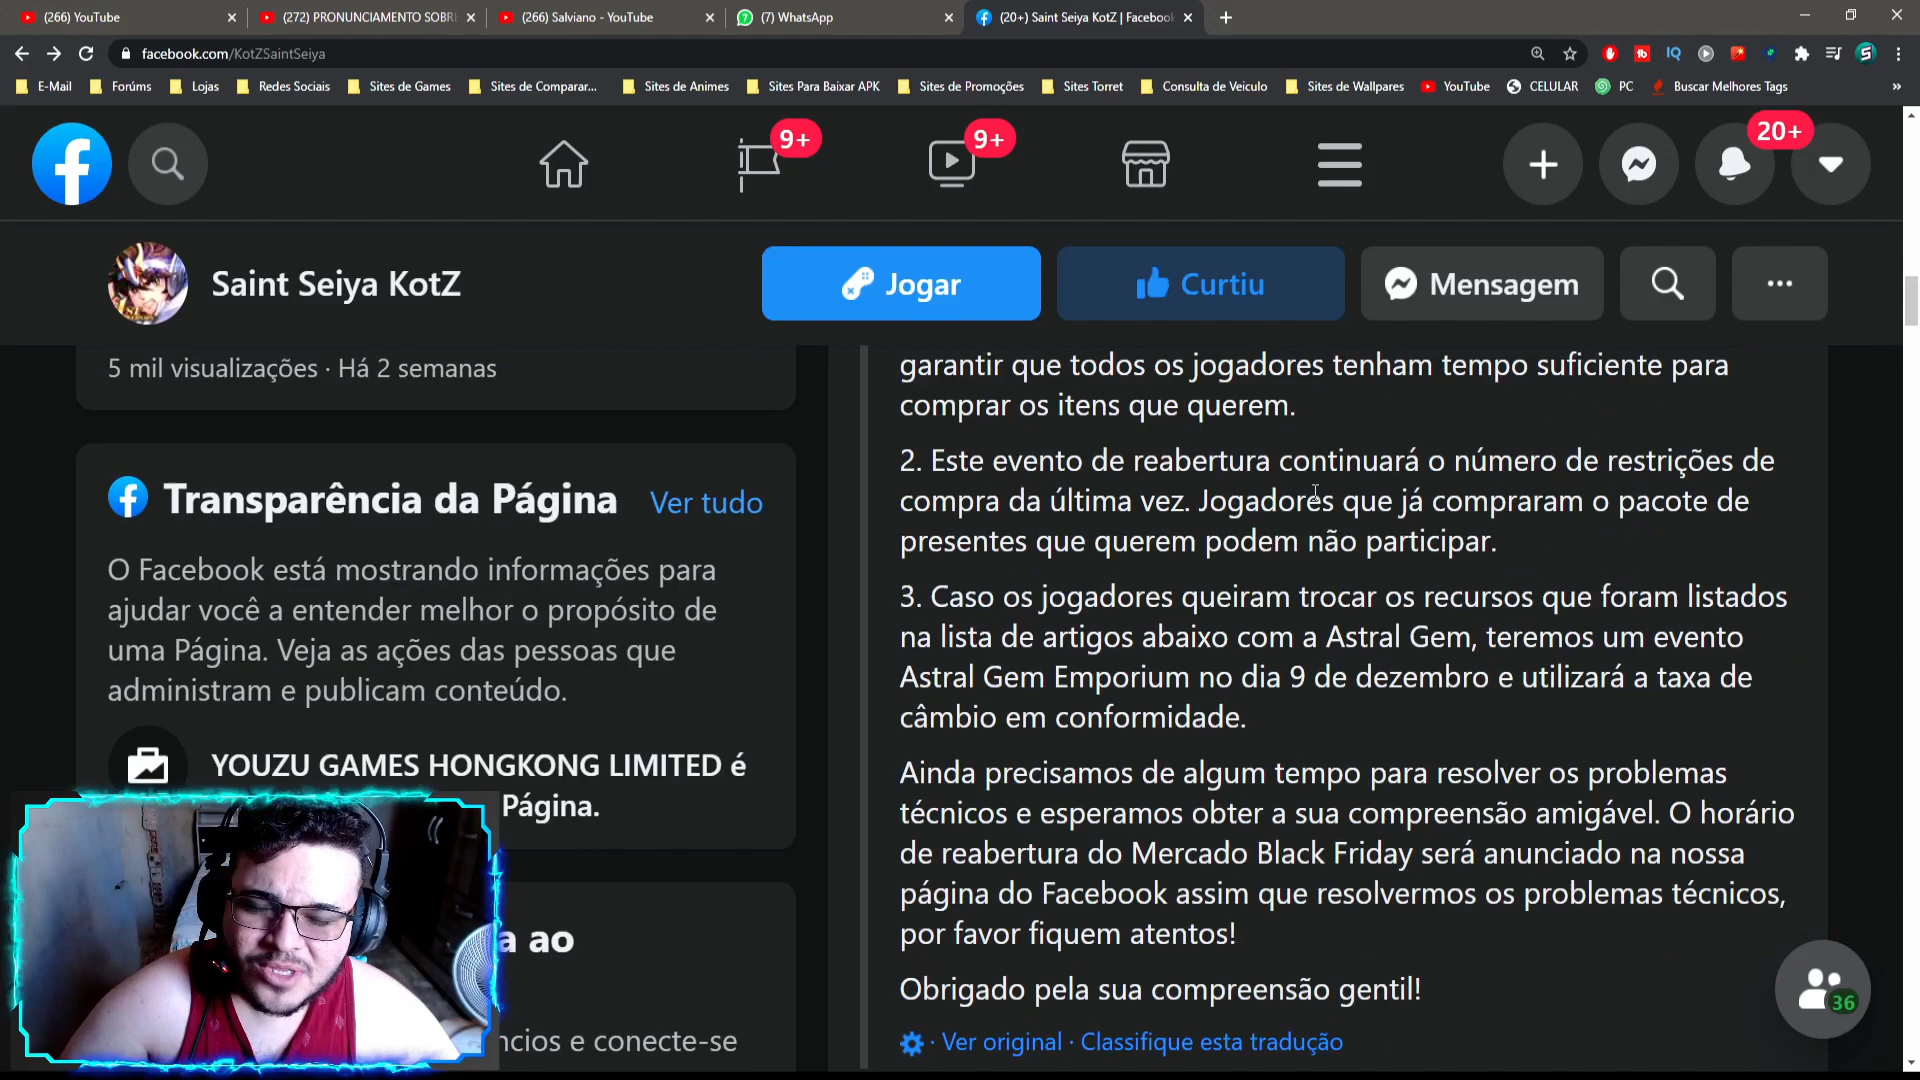 (266) YouTube
(272) PRONUNCIAMENTO SOBRE
(266) Salviano - YouTube
(7) WhatsApp
(20+) Saint Seiya KotZ | Facebook
facebook.com/KotZSaintSeiya
E-Mail
Forúms
Lojas
Redes Sociais
Sites de Games
Sites de Comparar...
Sites de Animes
Sites Para Baixar APK
Sites de Promoções
Sites Torret
Consulta de Veiculo
Sites de Wallpares
YouTube
CELULAR
PC
Buscar Melhores Tags
»
9+
9+
20+
Saint Seiya KotZ
Jogar
Curtiu
Mensagem
5 mil visualizações · Há 2 semanas
Transparência da Página
Ver tudo
O Facebook está mostrando informações para
ajudar você a entender melhor o propósito de
uma Página. Veja as ações das pessoas que
administram e publicam conteúdo.
YOUZU GAMES HONGKONG LIMITED é
Página.
a ao
ncios e conecte-se
garantir que todos os jogadores tenham tempo suficiente para
comprar os itens que querem.
2. Este evento de reabertura continuará o número de restrições de
compra da última vez. Jogadores que já compraram o pacote de
presentes que querem podem não participar.
3. Caso os jogadores queiram trocar os recursos que foram listados
na lista de artigos abaixo com a Astral Gem, teremos um evento
Astral Gem Emporium no dia 9 de dezembro e utilizará a taxa de
câmbio em conformidade.
Ainda precisamos de algum tempo para resolver os problemas
técnicos e esperamos obter a sua compreensão amigável. O horário
de reabertura do Mercado Black Friday será anunciado na nossa
página do Facebook assim que resolvermos os problemas técnicos,
por favor fiquem atentos!
Obrigado pela sua compreensão gentil!
· Ver original · Classifique esta tradução
36